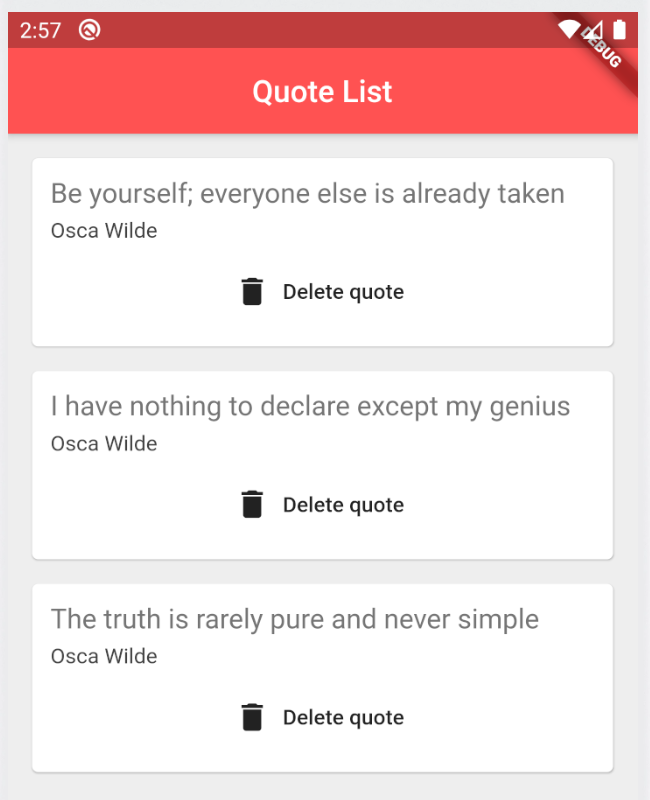 2:57
DEBUG
Quote List
Be yourself; everyone else is already taken
Osca Wilde
Delete quote
I have nothing to declare except my genius
Osca Wilde
Delete quote
The truth is rarely pure and never simple
Osca Wilde
Delete quote